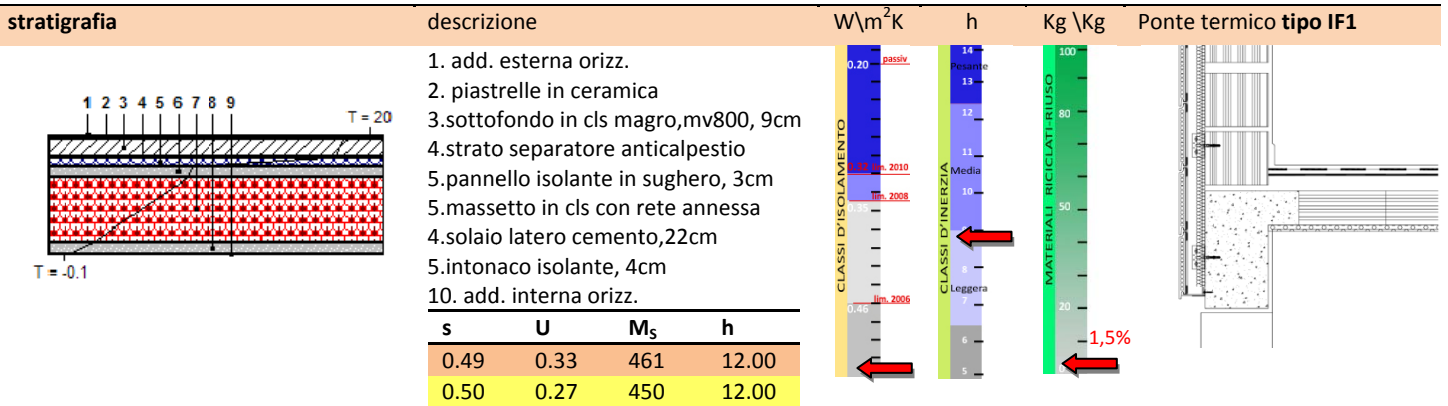 stratigrafia descrizione W\m²K h Kg \Kg Ponte termico tipo IF1
1 2 3 4 5 6 7 8 9
T = 20
T = -0.1
1. add. esterna orizz.
2. piastrelle in ceramica
3.sottofondo in cls magro,mv800, 9cm
4.strato separatore anticalpestio
5.pannello isolante in sughero, 3cm
5.massetto in cls con rete annessa
4.solaio latero cemento,22cm
5.intonaco isolante, 4cm
10. add. interna orizz.
s U Mₛ h
0.49 0.33 461 12.00
0.50 0.27 450 12.00
CLASSI D'ISOLAMENTO
0.20 passiv
0.32 lim. 2010
lim. 2008
0.35
lim. 2006
0.46
CLASSI D'INERZIA
14
Pesante
13
12
11
Media
10
8
Leggera
7
6
5
MATERIALI RICICLATI-RIUSO
100
80
50
20
1,5%